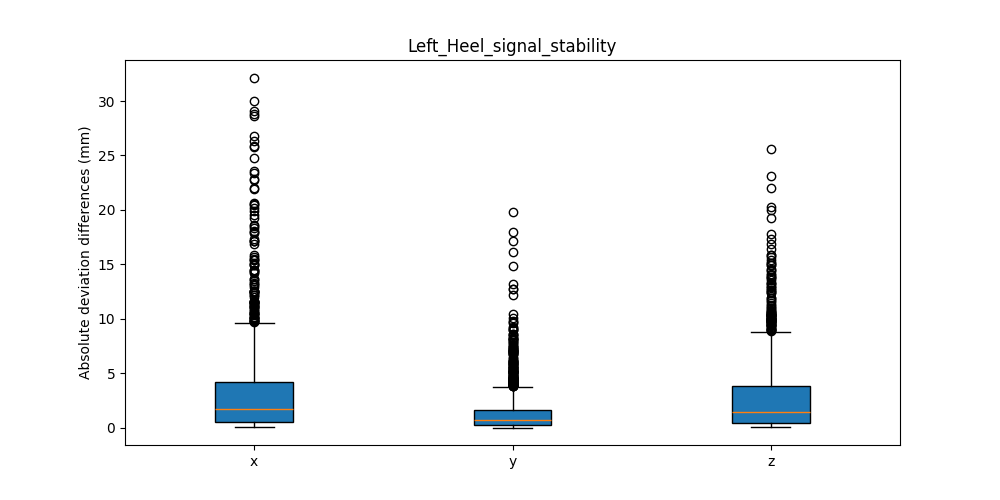 Left_Heel_signal_stability
Absolute deviation differences (mm)
30
25
20
15
10
5
0
x y z